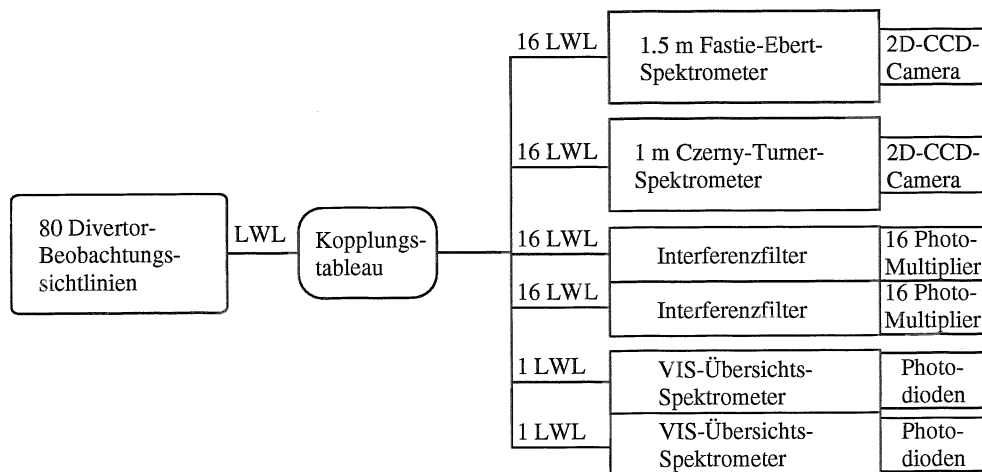 80 Divertor-
Beobachtungs-
sichtlinien
LWL
Kopplungs-
tableau
16 LWL
1.5 m Fastie-Ebert-
Spektrometer
2D-CCD-
Camera
16 LWL
1 m Czerny-Turner-
Spektrometer
2D-CCD-
Camera
16 LWL
Interferenzfilter
16 Photo-
Multiplier
16 LWL
Interferenzfilter
16 Photo-
Multiplier
1 LWL
VIS-Übersichts-
Spektrometer
Photo-
dioden
1 LWL
VIS-Übersichts-
Spektrometer
Photo-
dioden